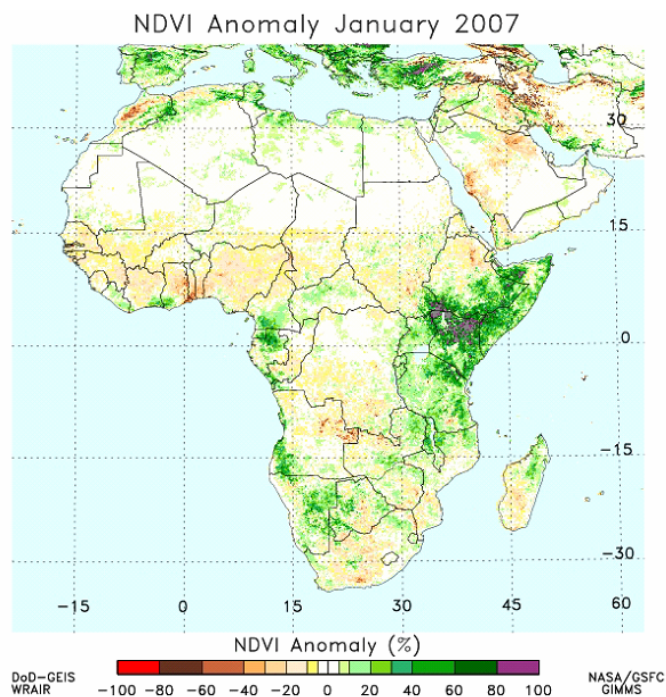 NDVI Anomaly January 2007
30
15
0
-15
-30
-15 0 15 30 45 60
NDVI Anomaly (%)
DoD-GEIS
WRAIR
-100 -80 -60 -40 -20 0 20 40 60 80 100
NASA/GSFC
GIMMS